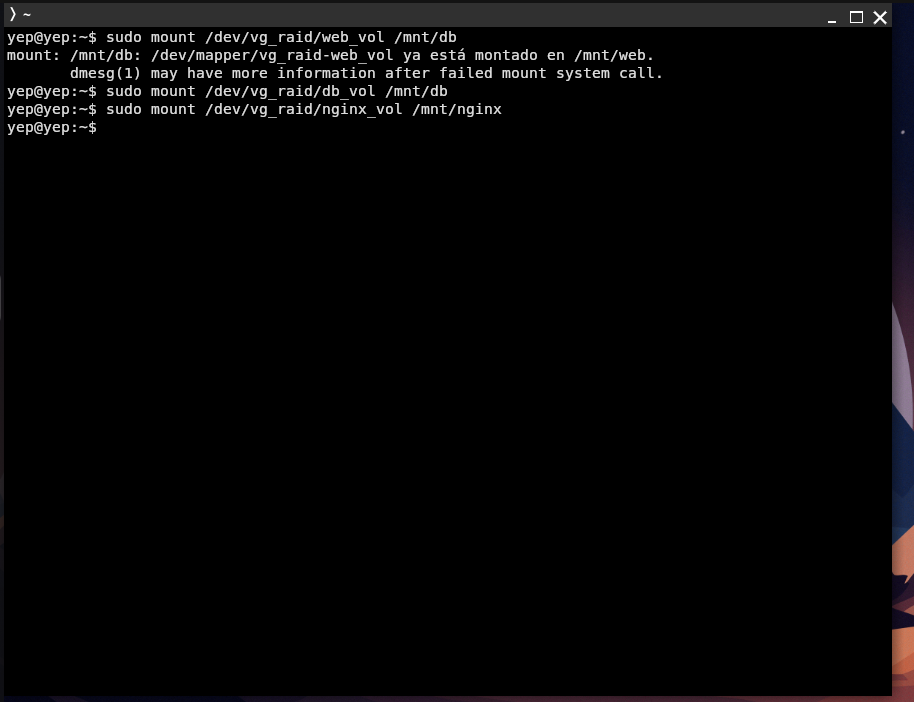 ~
yep@yep:~$ sudo mount /dev/vg_raid/web_vol /mnt/db
mount: /mnt/db: /dev/mapper/vg_raid-web_vol ya está montado en /mnt/web.
       dmesg(1) may have more information after failed mount system call.
yep@yep:~$ sudo mount /dev/vg_raid/db_vol /mnt/db
yep@yep:~$ sudo mount /dev/vg_raid/nginx_vol /mnt/nginx
yep@yep:~$